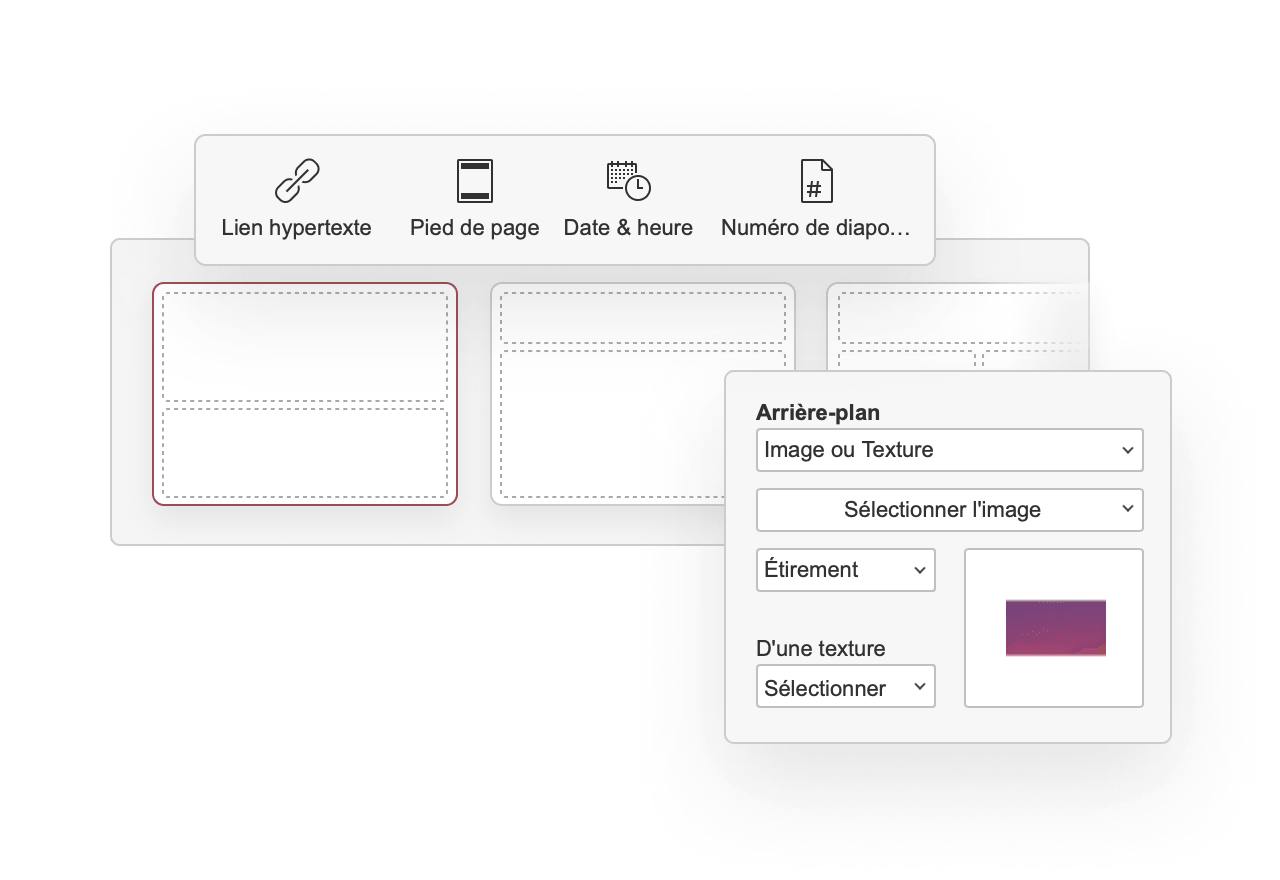 Lien hypertexte
Pied de page
Date & heure
Numéro de diapo…
Arrière-plan
Image ou Texture
Sélectionner l'image
Étirement
D'une texture
Sélectionner